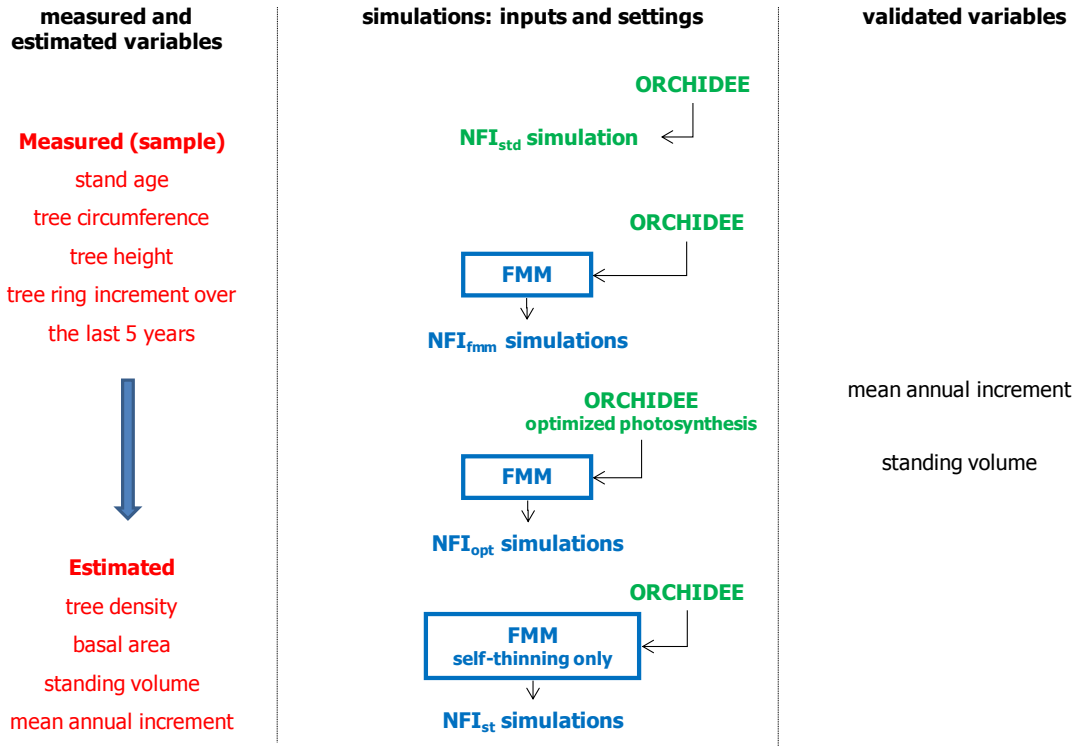 measured and
estimated variables
Measured (sample)
stand age
tree circumference
tree height
tree ring increment over
the last 5 years
Estimated
tree density
basal area
standing volume
mean annual increment
simulations: inputs and settings
ORCHIDEE
NFIstd simulation
ORCHIDEE
FMM
NFIfmm simulations
ORCHIDEE
optimized photosynthesis
FMM
NFIopt simulations
ORCHIDEE
FMM
self-thinning only
NFIst simulations
validated variables
mean annual increment
standing volume